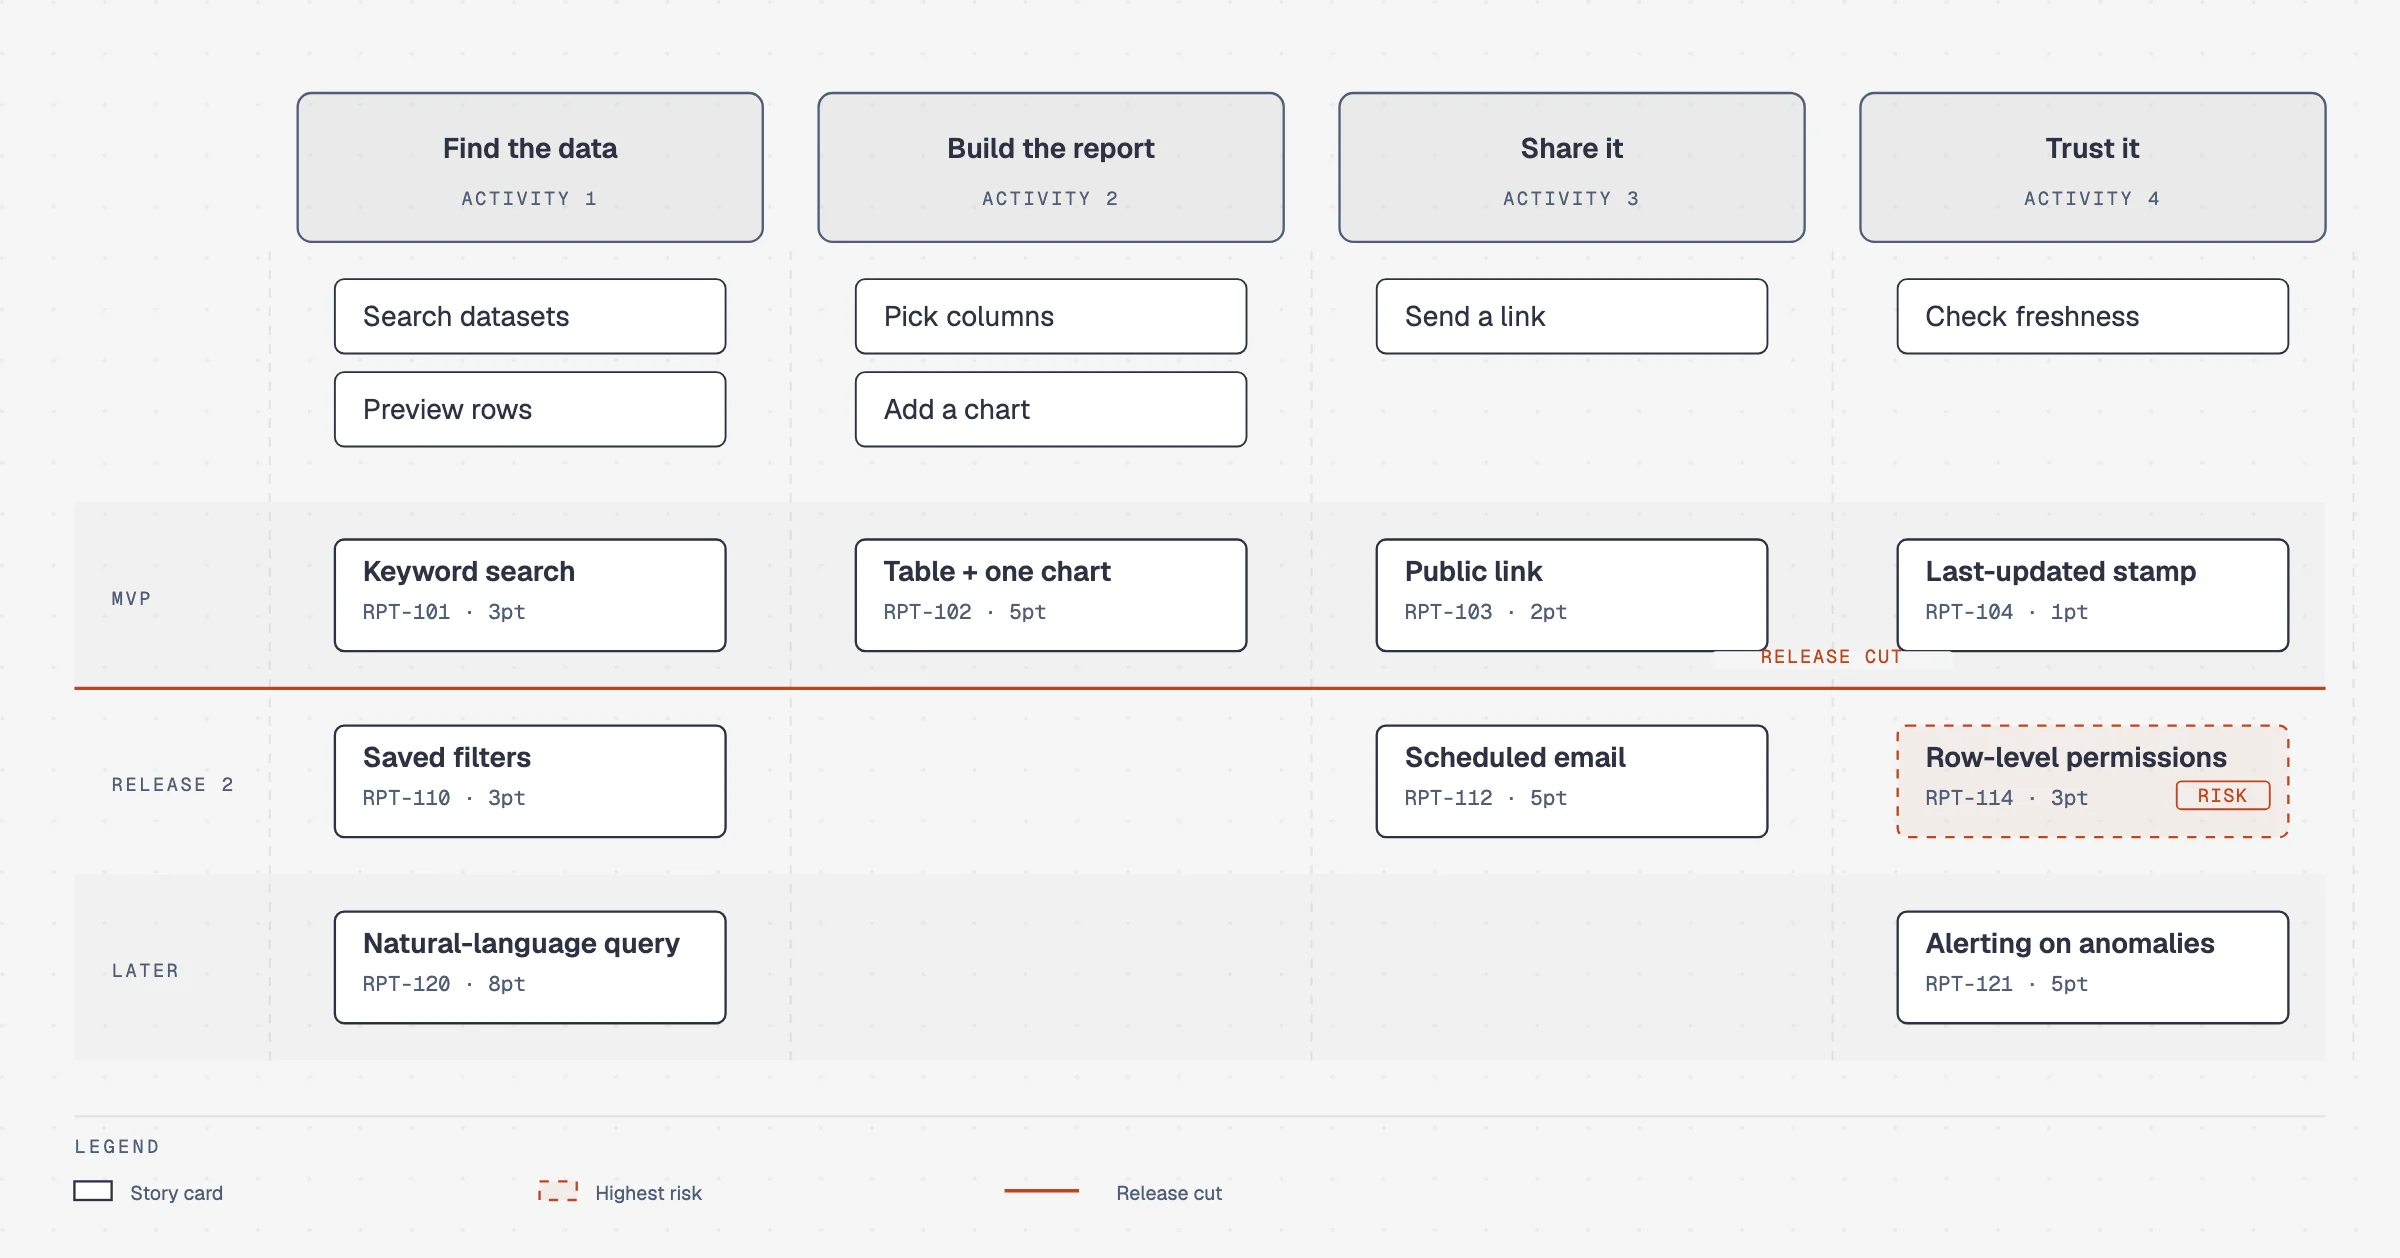 Find the data
ACTIVITY 1
Build the report
ACTIVITY 2
Share it
ACTIVITY 3
Trust it
ACTIVITY 4
Search datasets
Pick columns
Send a link
Check freshness
Preview rows
Add a chart
MVP
Keyword search
RPT-101 · 3pt
Table + one chart
RPT-102 · 5pt
Public link
RPT-103 · 2pt
Last-updated stamp
RPT-104 · 1pt
RELEASE CUT
RELEASE 2
Saved filters
RPT-110 · 3pt
Scheduled email
RPT-112 · 5pt
Row-level permissions
RPT-114 · 3pt
RISK
LATER
Natural-language query
RPT-120 · 8pt
Alerting on anomalies
RPT-121 · 5pt
LEGEND
Story card
Highest risk
Release cut